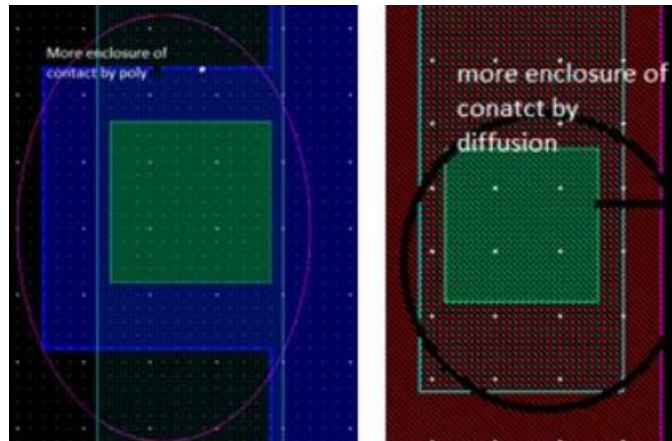 More enclosure of
contact by poly
more enclosure of
conatct by
diffusion